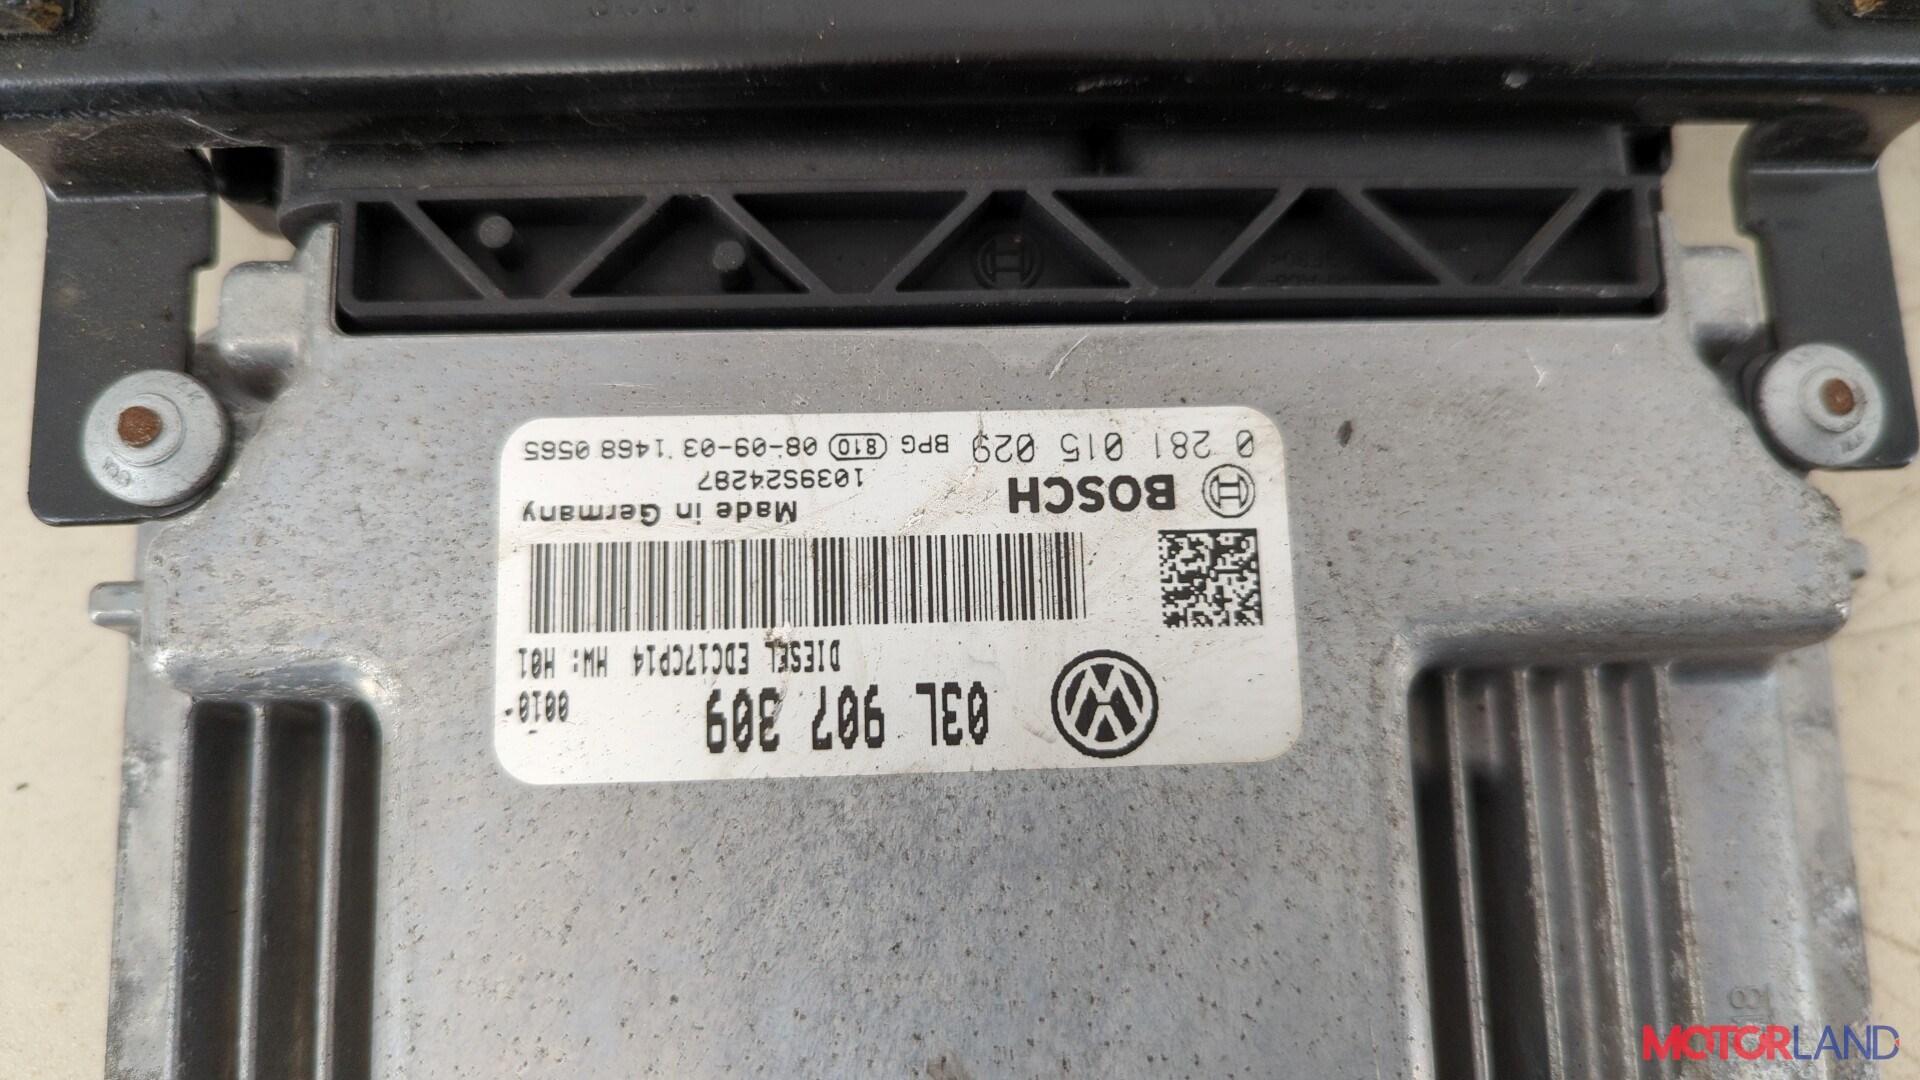 03L 907 309
0010-
DIESEL EDC17CP14 HW: H01
BOSCH
Made in Germany
1039S24287
0 281 015 029 BPG 810 08-09-03 1468 0565
MOTORLAND